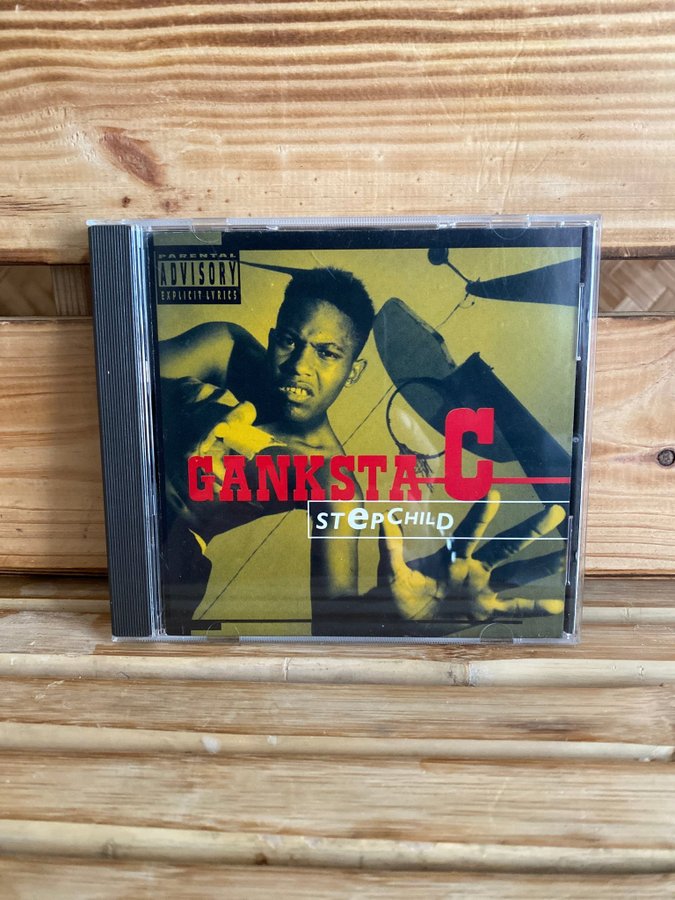 PARENTAL
ADVISORY
EXPLICIT LYRICS
GANKSTA C
STePCHILD